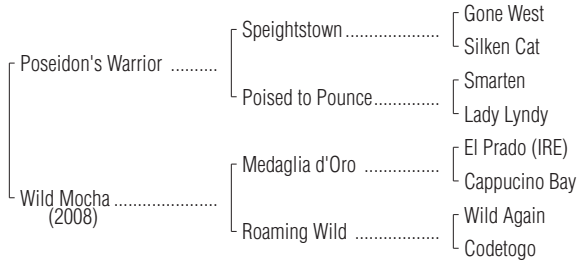 Gone West
Speightstown ....................
Silken Cat
Poseidon's Warrior ..........
Smarten
Poised to Pounce..............
Lady Lyndy
El Prado (IRE)
Medaglia d'Oro ................
Cappucino Bay
Wild Mocha ......................
(2008)
Wild Again
Roaming Wild ..................
Codetogo